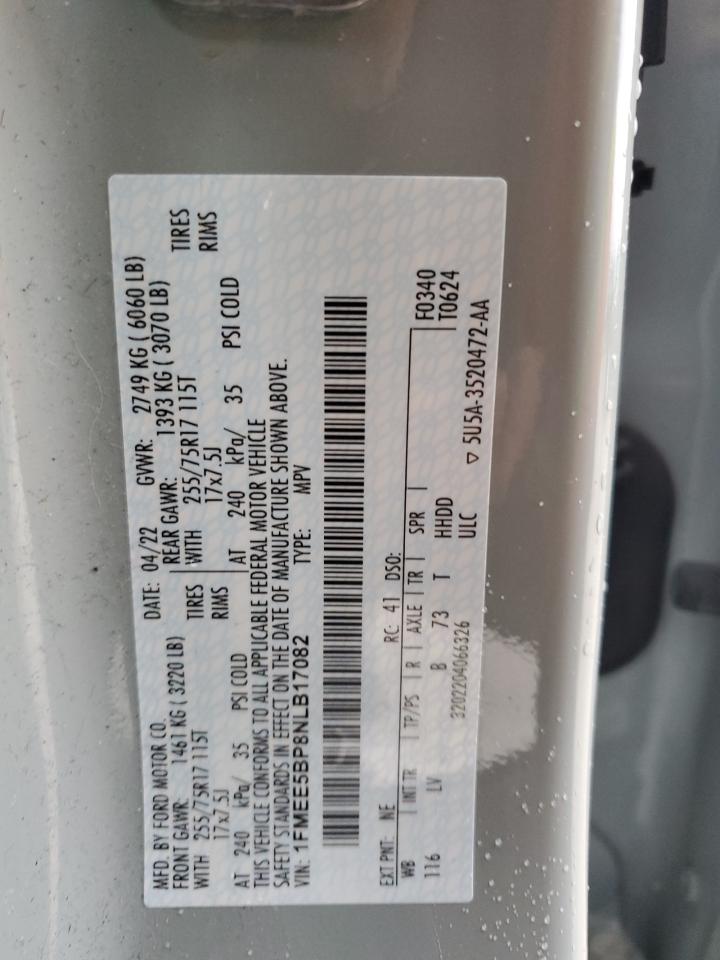 MFD. BY FORD MOTOR CO.
DATE: 04/22 GVWR: 2749 KG ( 6060 LB)
FRONT GAWR: 1461 KG ( 3220 LB) REAR GAWR: 1393 KG ( 3070 LB)
WITH 255/75R17 115T TIRES WITH 255/75R17 115T TIRES
17x7.5J RIMS 17x7.5J RIMS
AT 240 kPa/ 35 PSI COLD AT 240 kPa/ 35 PSI COLD
THIS VEHICLE CONFORMS TO ALL APPLICABLE FEDERAL MOTOR VEHICLE
SAFETY STANDARDS IN EFFECT ON THE DATE OF MANUFACTURE SHOWN ABOVE.
VIN: 1FMEE5BP8NLB17082 TYPE: MPV
EXT PNT: NE RC: 41 DSO:
WB | INT TR | TP/PS | R | AXLE | TR | SPR | F0340
116 LV B 73 T HHDD T0624
3202204066326 ULC ▽ 5U5A-3520472-AA